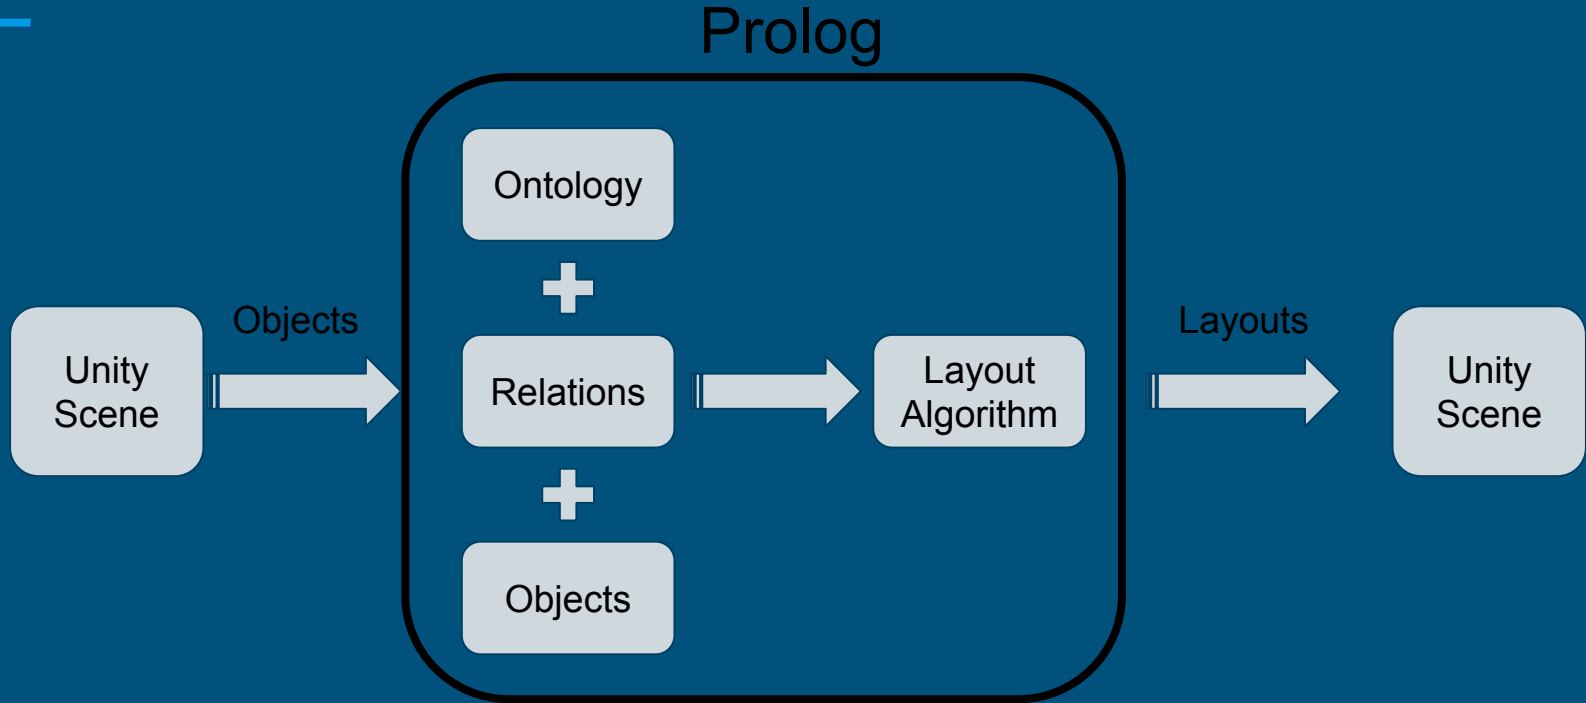 Prolog
Ontology
Objects
Layouts
Unity
Scene
Relations
Layout
Algorithm
Unity
Scene
Objects